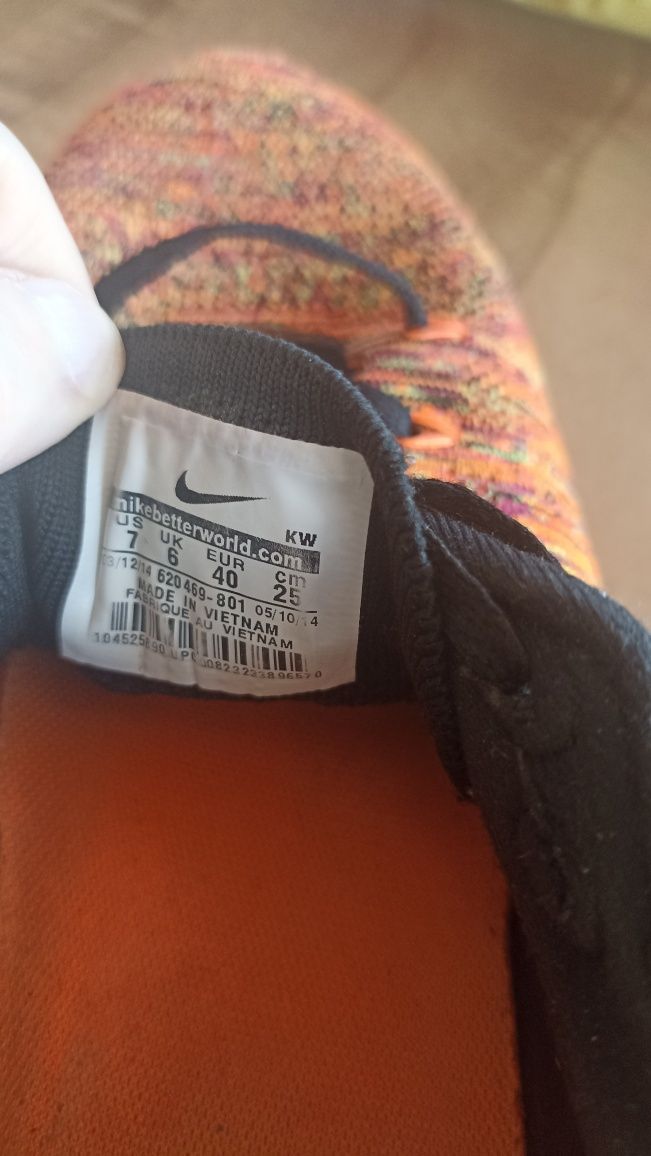 nikebetterworld.com KW
US UK EUR cm
7 6 40 25
03/12/14 620469-801 05/10/14
MADE IN VIETNAM
FABRIQUE AU VIETNAM
UPC